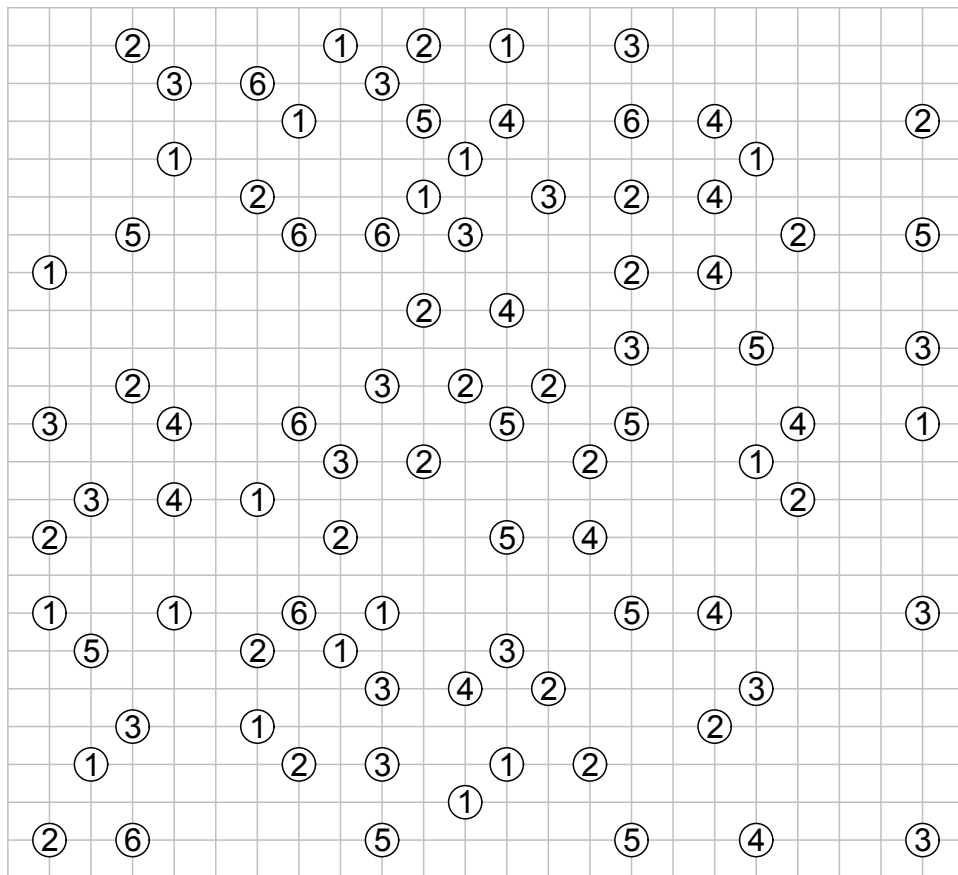 2 1 2 1 3
3 6 3
1 5 4 6 4 2
1 1 1
2 1 3 2 4
5 6 6 3 2 5
1 2 4
2 4
3 5 3
2 3 2 2
3 4 6 5 5 4 1
3 2 2 1
3 4 1 2
2 2 5 4
1 1 6 1 5 4 3
5 2 1 3
3 4 2 3
3 1 2
1 2 3 1 2
1
2 6 5 5 4 3